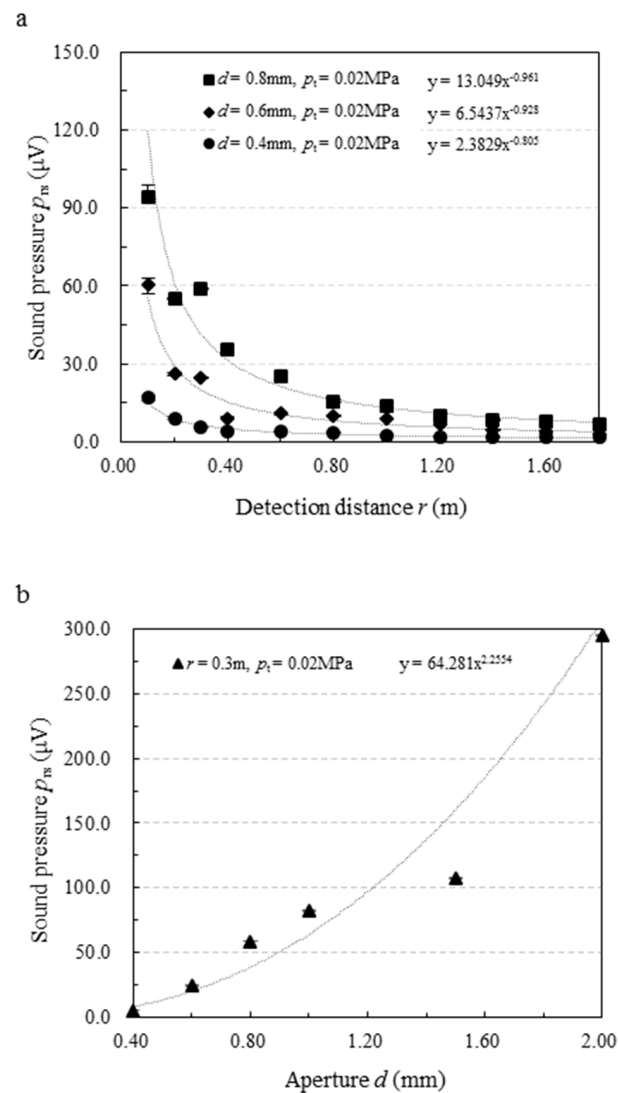 a
150.0
d = 0.8mm, pt = 0.02MPa y = 13.049x^-0.961
d = 0.6mm, pt = 0.02MPa y = 6.5437x^-0.928
120.0
d = 0.4mm, pt = 0.02MPa y = 2.3829x^-0.805
90.0
60.0
30.0
0.0
Sound pressure prs (μV)
0.00 0.40 0.80 1.20 1.60
Detection distance r (m)
b
300.0
r = 0.3m, pt = 0.02MPa y = 64.281x^2.2554
250.0
200.0
150.0
100.0
50.0
0.0
Sound pressure prs (μV)
0.40 0.80 1.20 1.60 2.00
Aperture d (mm)